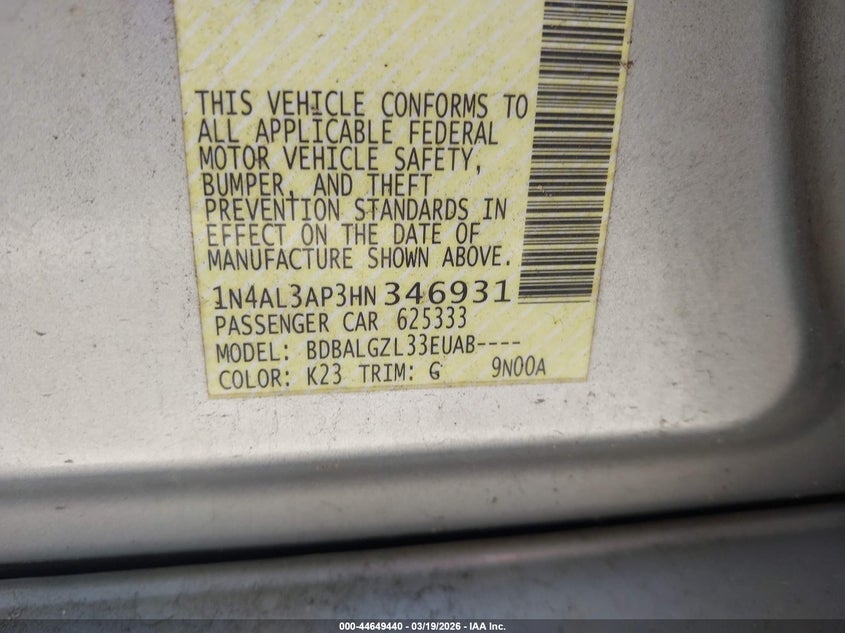 THIS VEHICLE CONFORMS TO
ALL APPLICABLE FEDERAL
MOTOR VEHICLE SAFETY,
BUMPER, AND THEFT
PREVENTION STANDARDS IN
EFFECT ON THE DATE OF
MANUFACTURE SHOWN ABOVE.
1N4AL3AP3HN 346931
PASSENGER CAR 625333
MODEL: BDBALGZL33EUAB----
COLOR: K23 TRIM: G 9N00A
000-44649440 - 03/19/2026 - IAA Inc.